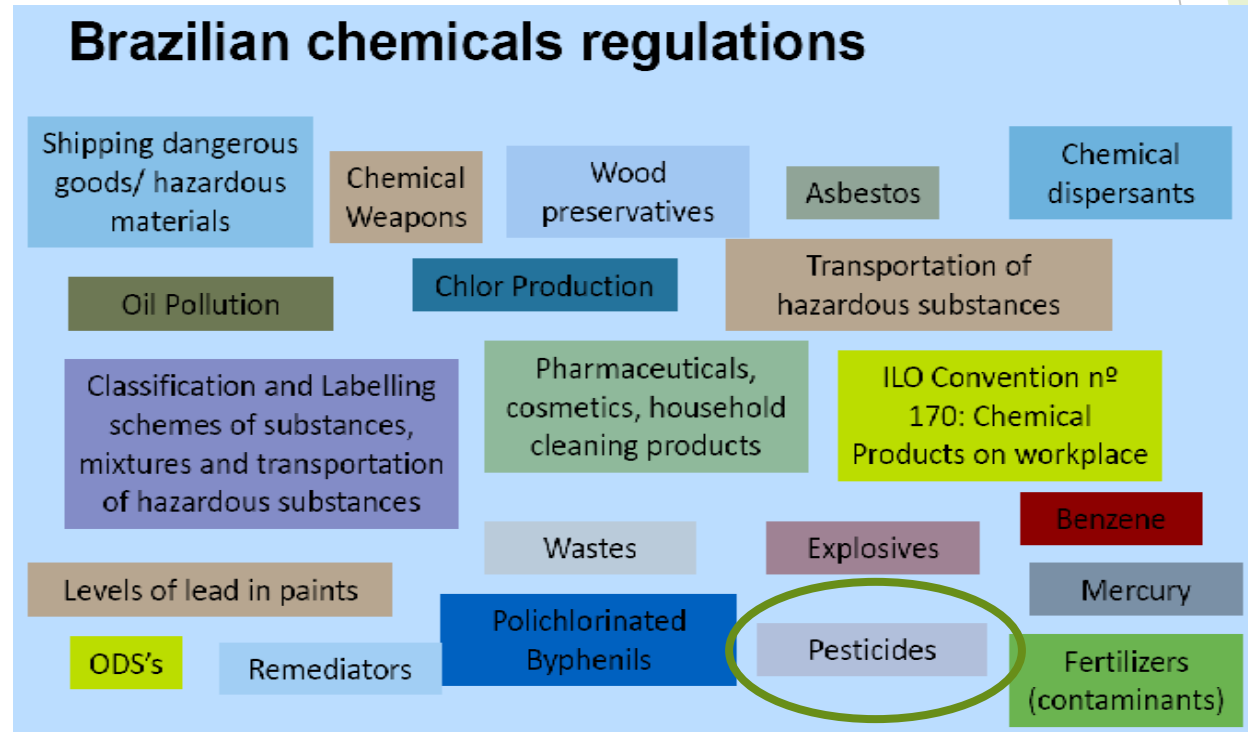 Brazilian chemicals regulations
Shipping dangerous
goods/ hazardous
materials
Chemical
Weapons
Wood
preservatives
Asbestos
Chemical
dispersants
Oil Pollution
Chlor Production
Transportation of
hazardous substances
Classification and Labelling
schemes of substances,
mixtures and transportation
of hazardous substances
Pharmaceuticals,
cosmetics, household
cleaning products
ILO Convention nº
170: Chemical
Products on workplace
Benzene
Wastes
Explosives
Levels of lead in paints
Mercury
Polichlorinated
Byphenils
Pesticides
ODS's
Remediators
Fertilizers
(contaminants)